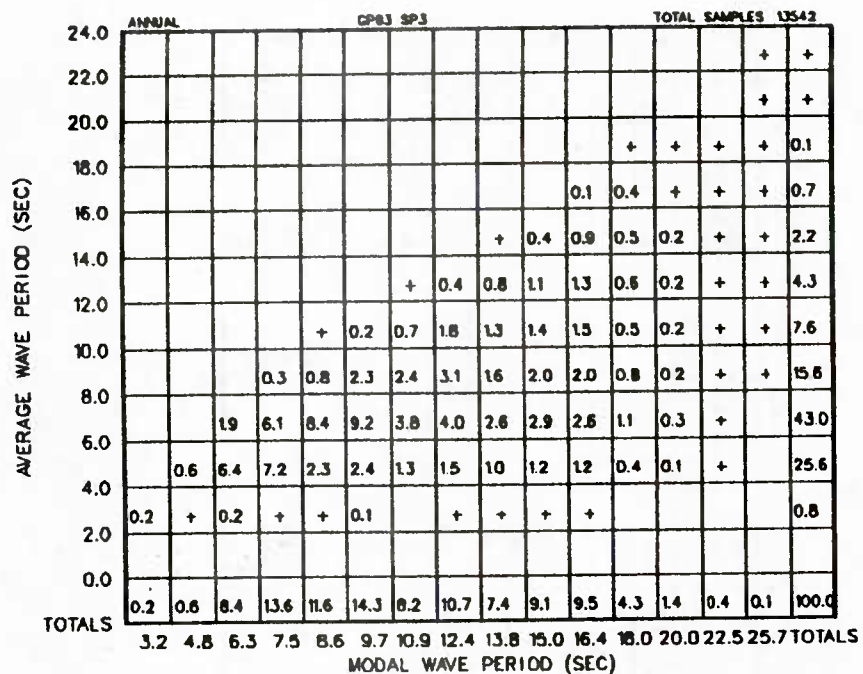 ANNUAL GP83 SP3 TOTAL SAMPLES 13542
24.0
+ +
22.0
+ +
20.0
+ + + + 0.1
18.0
0.1 0.4 + + + 0.7
16.0
+ 0.4 0.9 0.5 0.2 + + 2.2
14.0
+ 0.4 0.8 1.1 1.3 0.6 0.2 + + 4.3
12.0
+ 0.2 0.7 1.8 1.3 1.4 1.5 0.5 0.2 + + 7.6
10.0
0.3 0.8 2.3 2.4 3.1 1.6 2.0 2.0 0.8 0.2 + + 15.6
8.0
1.9 6.1 8.4 9.2 3.8 4.0 2.6 2.9 2.6 1.1 0.3 + 43.0
6.0
0.6 6.4 7.2 2.3 2.4 1.3 1.5 1.0 1.2 1.2 0.4 0.1 + 25.6
4.0
0.2 + 0.2 + + 0.1 + + + + 0.8
2.0
0.0
0.2 0.6 8.4 13.6 11.6 14.3 8.2 10.7 7.4 9.1 9.5 4.3 1.4 0.4 0.1 100.0
TOTALS
3.2 4.8 6.3 7.5 8.6 9.7 10.9 12.4 13.8 15.0 16.4 18.0 20.0 22.5 25.7 TOTALS
MODAL WAVE PERIOD (SEC)
AVERAGE WAVE PERIOD (SEC)